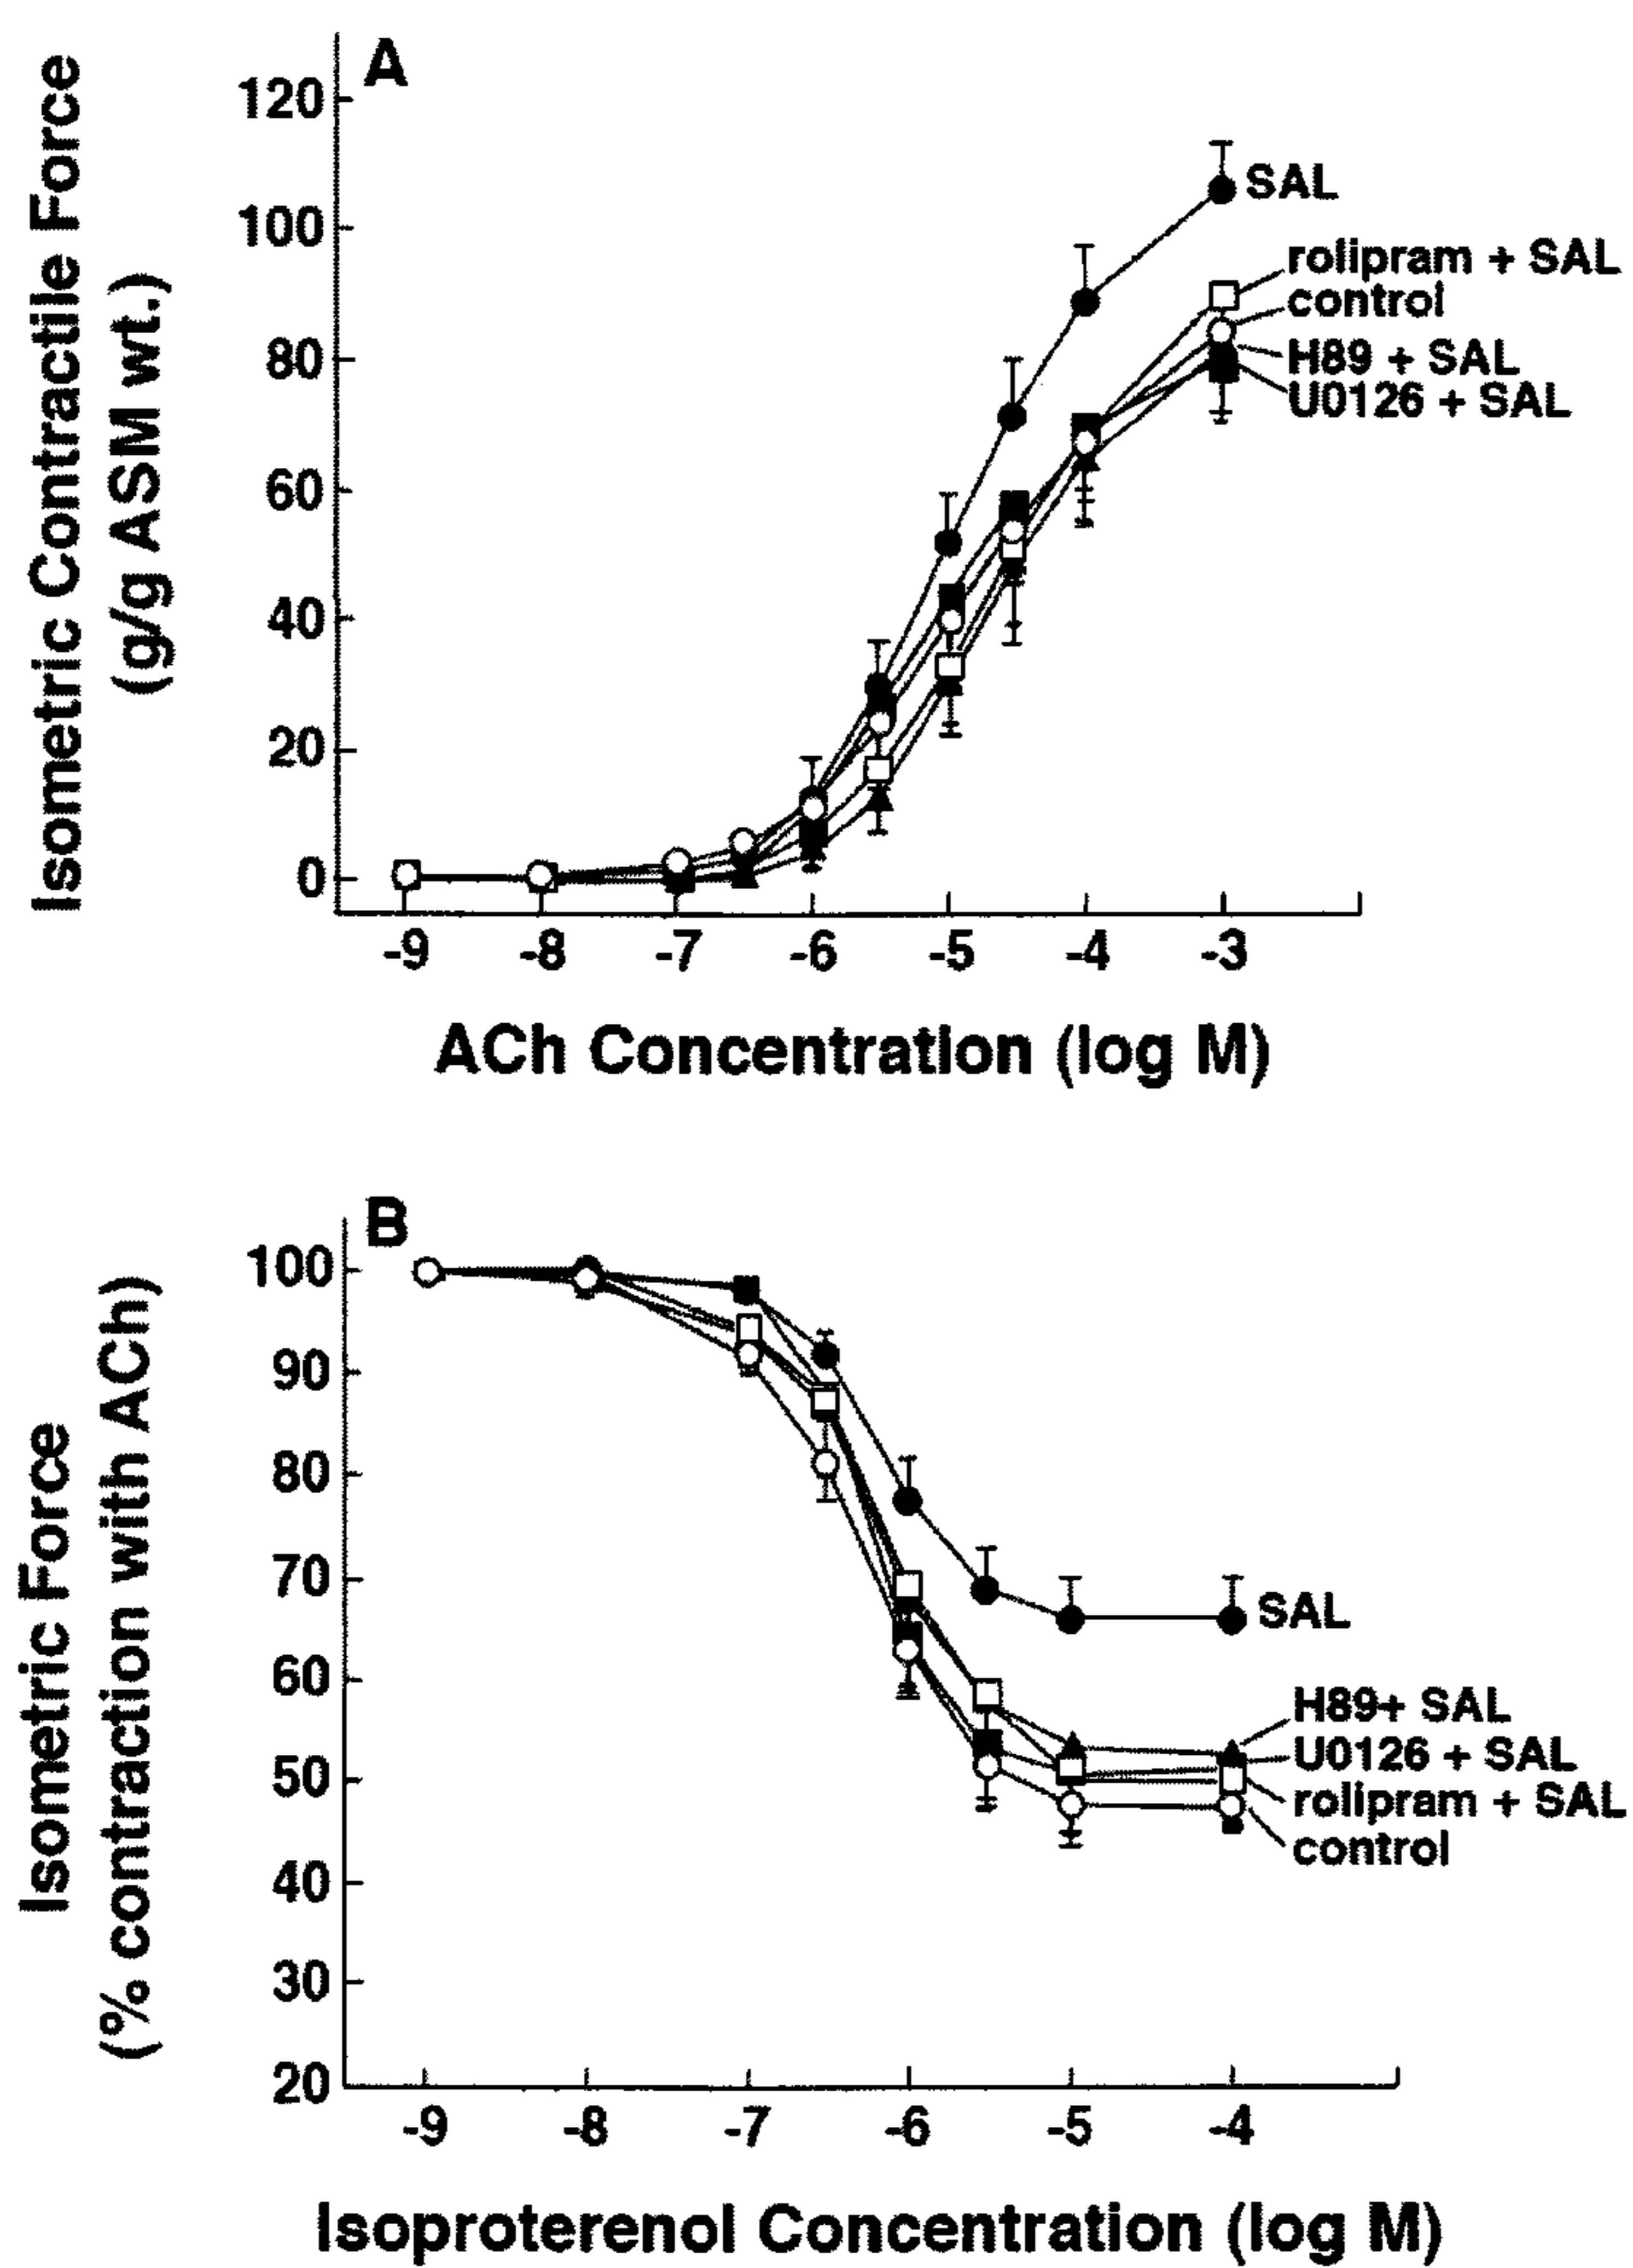 A
Isometric Contractile Force
(g/g ASM wt.)
120
100
80
60
40
20
0
SAL
rolipram + SAL
control
H89 + SAL
U0126 + SAL
-9 -8 -7 -6 -5 -4 -3
ACh Concentration (log M)
B
Isometric Force
(% contraction with ACh)
100
90
80
70
60
50
40
30
20
SAL
H89+ SAL
U0126 + SAL
rolipram + SAL
control
-9 -8 -7 -6 -5 -4
Isoproterenol Concentration (log M)